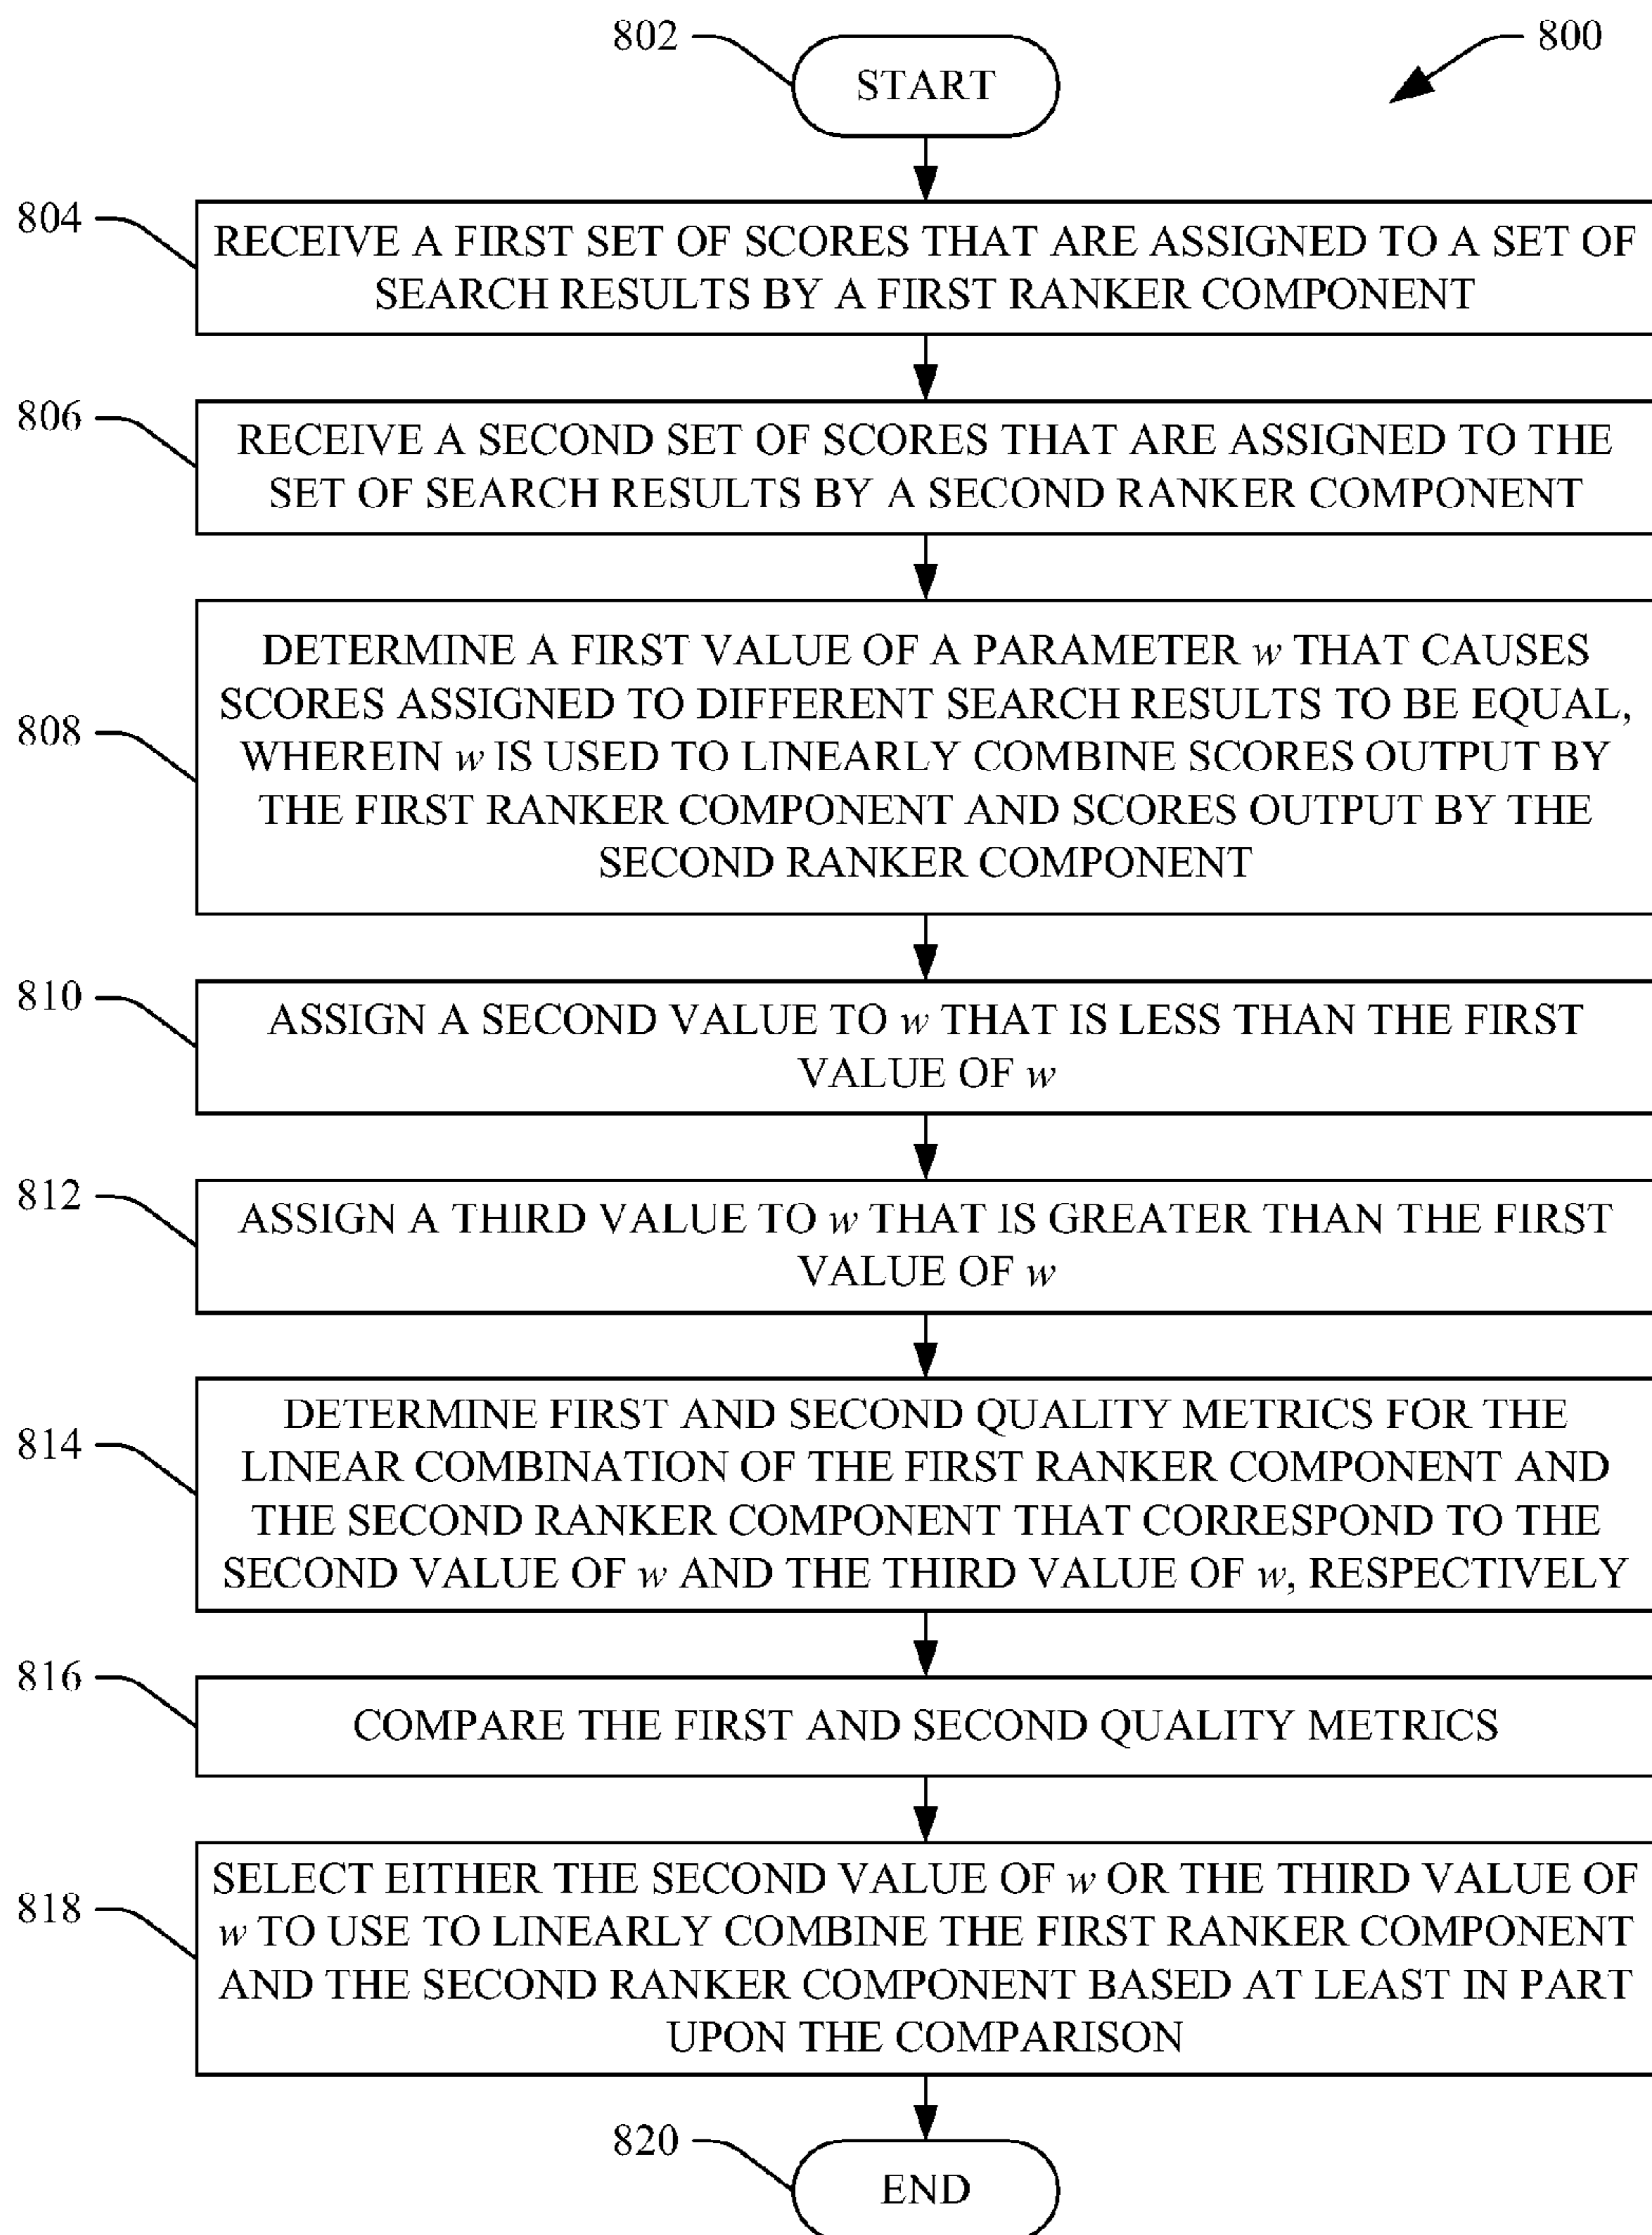 802
800
START
804
RECEIVE A FIRST SET OF SCORES THAT ARE ASSIGNED TO A SET OF
SEARCH RESULTS BY A FIRST RANKER COMPONENT
806
RECEIVE A SECOND SET OF SCORES THAT ARE ASSIGNED TO THE
SET OF SEARCH RESULTS BY A SECOND RANKER COMPONENT
808
DETERMINE A FIRST VALUE OF A PARAMETER w THAT CAUSES
SCORES ASSIGNED TO DIFFERENT SEARCH RESULTS TO BE EQUAL,
WHEREIN w IS USED TO LINEARLY COMBINE SCORES OUTPUT BY
THE FIRST RANKER COMPONENT AND SCORES OUTPUT BY THE
SECOND RANKER COMPONENT
810
ASSIGN A SECOND VALUE TO w THAT IS LESS THAN THE FIRST
VALUE OF w
812
ASSIGN A THIRD VALUE TO w THAT IS GREATER THAN THE FIRST
VALUE OF w
814
DETERMINE FIRST AND SECOND QUALITY METRICS FOR THE
LINEAR COMBINATION OF THE FIRST RANKER COMPONENT AND
THE SECOND RANKER COMPONENT THAT CORRESPOND TO THE
SECOND VALUE OF w AND THE THIRD VALUE OF w, RESPECTIVELY
816
COMPARE THE FIRST AND SECOND QUALITY METRICS
818
SELECT EITHER THE SECOND VALUE OF w OR THE THIRD VALUE OF
w TO USE TO LINEARLY COMBINE THE FIRST RANKER COMPONENT
AND THE SECOND RANKER COMPONENT BASED AT LEAST IN PART
UPON THE COMPARISON
820
END